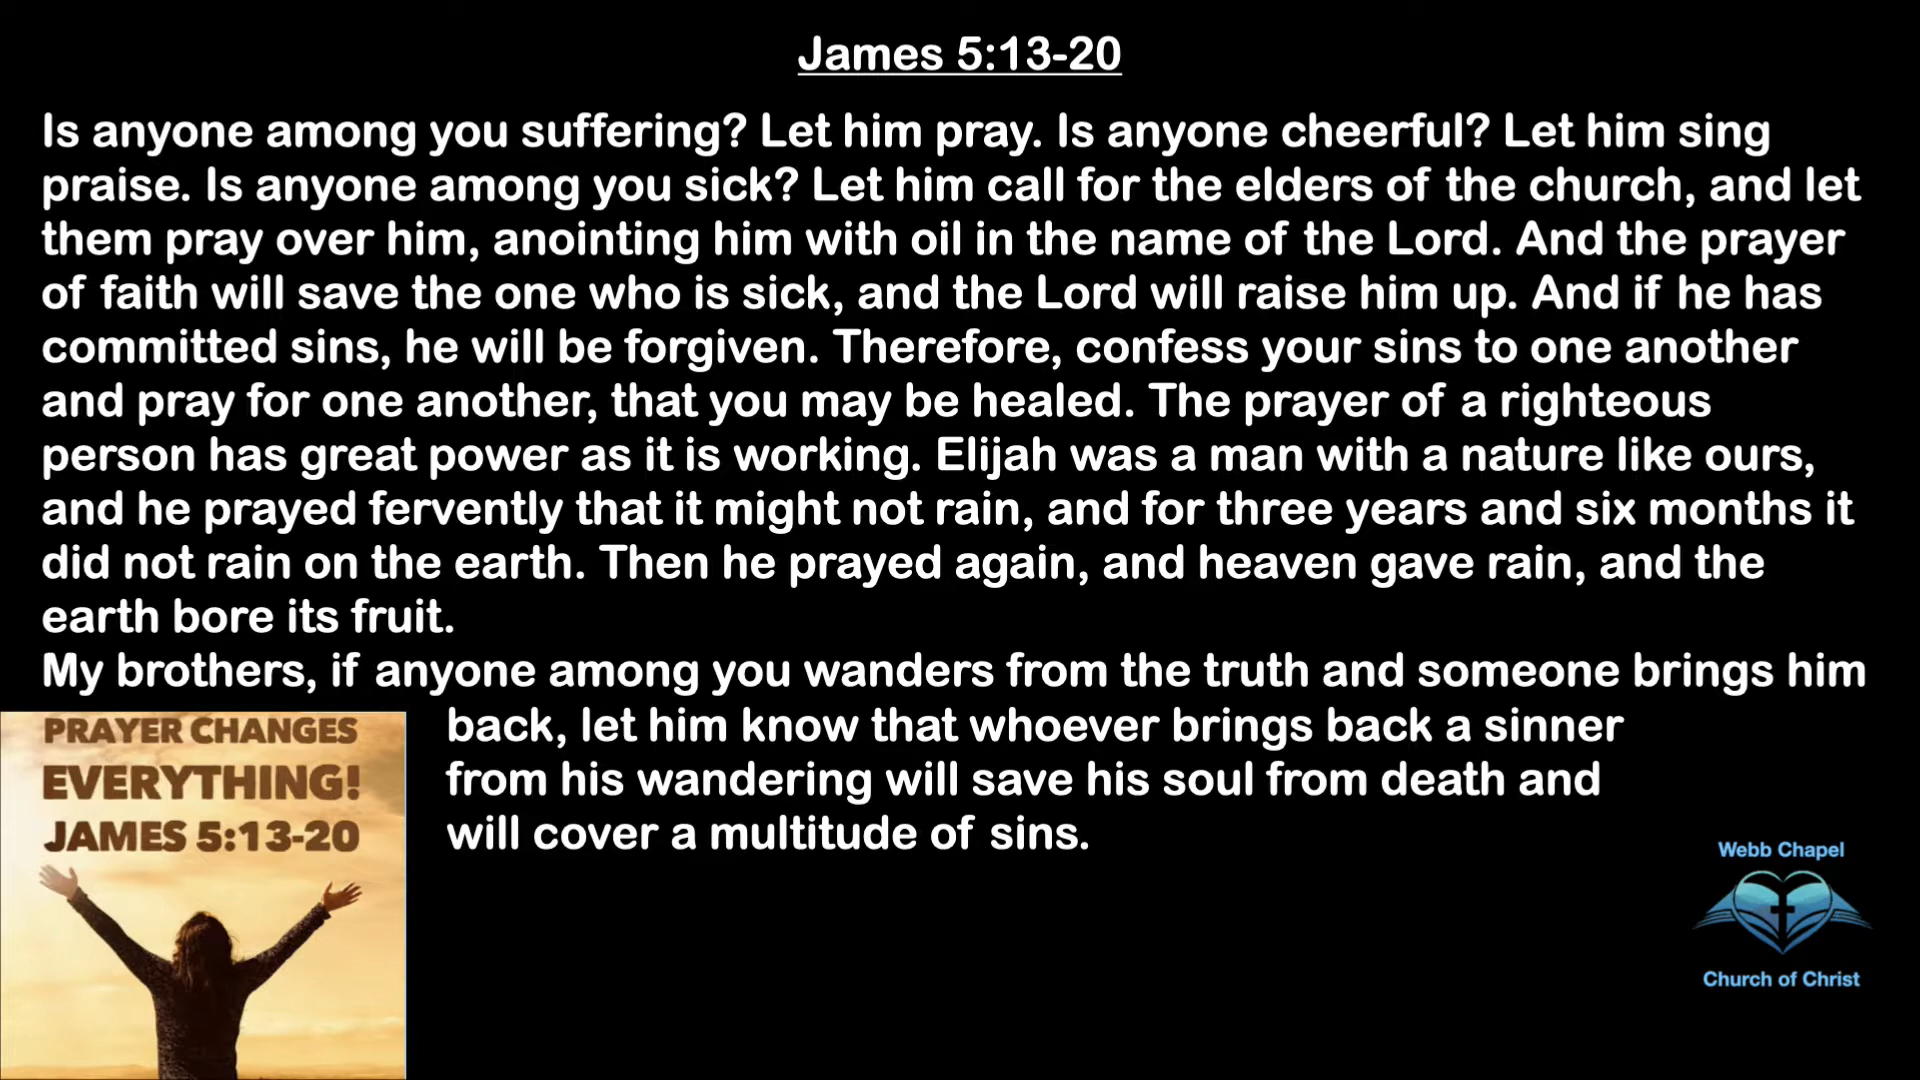 James 5:13-20
Is anyone among you suffering? Let him pray. Is anyone cheerful? Let him sing
praise. Is anyone among you sick? Let him call for the elders of the church, and let
them pray over him, anointing him with oil in the name of the Lord. And the prayer
of faith will save the one who is sick, and the Lord will raise him up. And if he has
committed sins, he will be forgiven. Therefore, confess your sins to one another
and pray for one another, that you may be healed. The prayer of a righteous
person has great power as it is working. Elijah was a man with a nature like ours,
and he prayed fervently that it might not rain, and for three years and six months it
did not rain on the earth. Then he prayed again, and heaven gave rain, and the
earth bore its fruit.
My brothers, if anyone among you wanders from the truth and someone brings him
back, let him know that whoever brings back a sinner
from his wandering will save his soul from death and
will cover a multitude of sins.
PRAYER CHANGES
EVERYTHING!
JAMES 5:13-20
Webb Chapel
Church of Christ